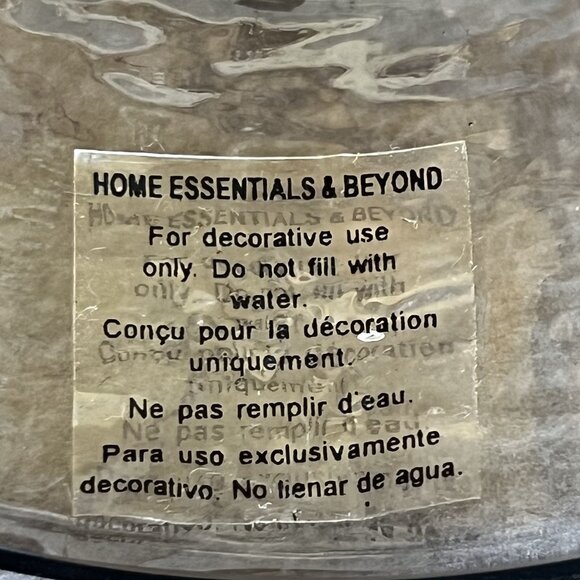 HOME ESSENTIALS & BEYOND
For decorative use
only. Do not fill with
water.
Conçu pour la décoration
uniquement.
Ne pas remplir d'eau.
Para uso exclusivamente
decorativo. No lienar de agua.